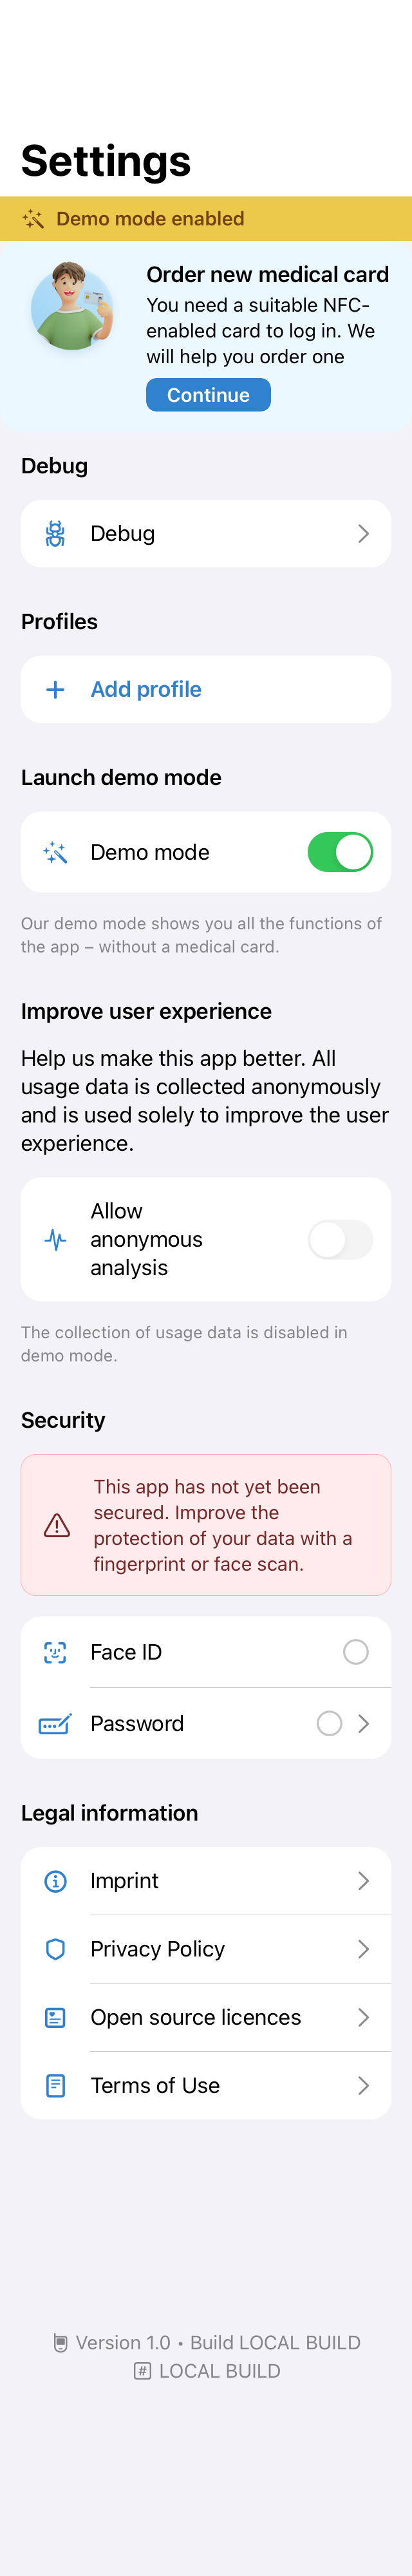 Settings
Demo mode enabled
Order new medical card
You need a suitable NFC-
enabled card to log in. We
will help you order one
Continue
Debug
Debug
Profiles
Add profile
Launch demo mode
Demo mode
Our demo mode shows you all the functions of
the app – without a medical card.
Improve user experience
Help us make this app better. All
usage data is collected anonymously
and is used solely to improve the user
experience.
Allow
anonymous
analysis
The collection of usage data is disabled in
demo mode.
Security
This app has not yet been
secured. Improve the
protection of your data with a
fingerprint or face scan.
Face ID
Password
Legal information
Imprint
Privacy Policy
Open source licences
Terms of Use
Version 1.0 • Build LOCAL BUILD
# LOCAL BUILD